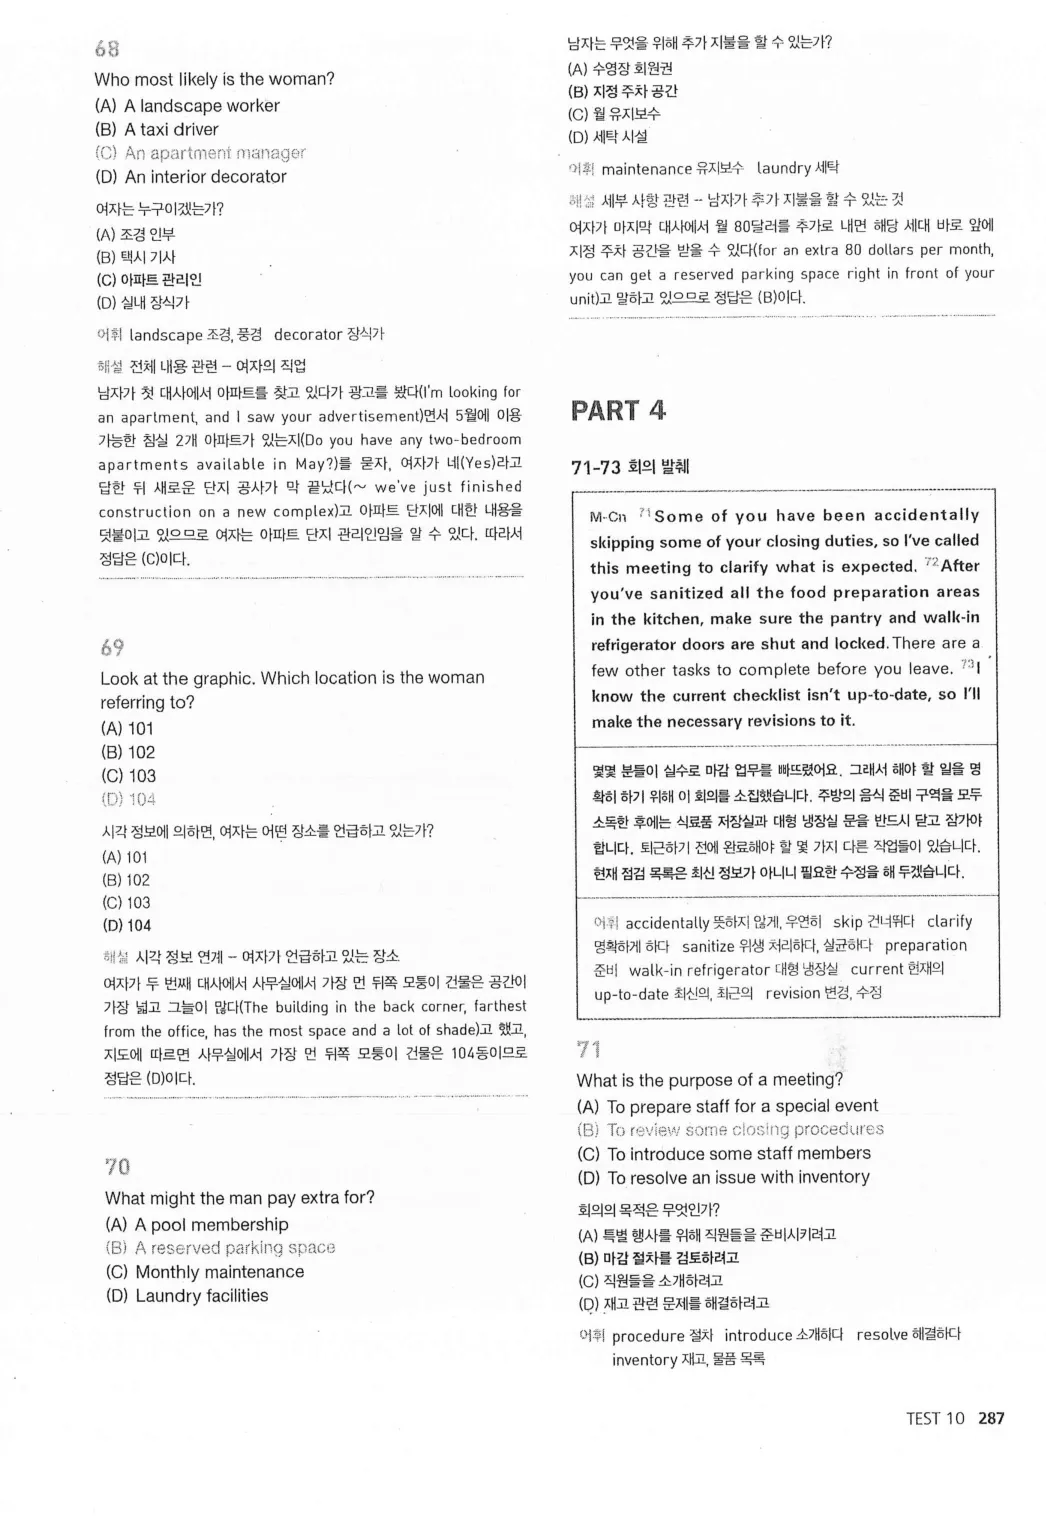 68
Who most likely is the woman?
(A) A landscape worker
(B) A taxi driver
(C) An apartment manager
(D) An interior decorator
여자는 누구이겠는가?
(A) 조경 인부
(B) 택시 기사
(C) 아파트 관리인
(D) 실내 장식가
어휘 landscape 조경, 풍경 decorator 장식가
해설 전체 내용 관련 – 여자의 직업
남자가 첫 대사에서 아파트를 찾고 있다가 광고를 봤다(I'm looking for
an apartment, and I saw your advertisement)면서 5월에 이용
가능한 침실 2개 아파트가 있는지(Do you have any two-bedroom
apartments available in May?)를 묻자, 여자가 네(Yes)라고
답한 뒤 새로운 단지 공사가 막 끝났다(~ we've just finished
construction on a new complex)고 아파트 단지에 대한 내용을
덧붙이고 있으므로 여자는 아파트 단지 관리인임을 알 수 있다. 따라서
정답은 (C)이다.
69
Look at the graphic. Which location is the woman
referring to?
(A) 101
(B) 102
(C) 103
(D) 104
시각 정보에 의하면, 여자는 어떤 장소를 언급하고 있는가?
(A) 101
(B) 102
(C) 103
(D) 104
해설 시각 정보 연계 – 여자가 언급하고 있는 장소
여자가 두 번째 대사에서 사무실에서 가장 먼 뒤쪽 모퉁이 건물은 공간이
가장 넓고 그늘이 많다(The building in the back corner, farthest
from the office, has the most space and a lot of shade)고 했고,
지도에 따르면 사무실에서 가장 먼 뒤쪽 모퉁이 건물은 104동이므로
정답은 (D)이다.
70
What might the man pay extra for?
(A) A pool membership
(B) A reserved parking space
(C) Monthly maintenance
(D) Laundry facilities
남자는 무엇을 위해 추가 지불을 할 수 있는가?
(A) 수영장 회원권
(B) 지정 주차 공간
(C) 월 유지보수
(D) 세탁 시설
어휘 maintenance 유지보수 laundry 세탁
해설 세부 사항 관련 – 남자가 추가 지불을 할 수 있는 것
여자가 마지막 대사에서 월 80달러를 추가로 내면 해당 세대 바로 앞에
지정 주차 공간을 받을 수 있다(for an extra 80 dollars per month,
you can get a reserved parking space right in front of your
unit)고 말하고 있으므로 정답은 (B)이다.
PART 4
71-73 회의 발췌
M-Cn 71Some of you have been accidentally
skipping some of your closing duties, so I've called
this meeting to clarify what is expected. 72After
you've sanitized all the food preparation areas
in the kitchen, make sure the pantry and walk-in
refrigerator doors are shut and locked. There are a
few other tasks to complete before you leave. 73I
know the current checklist isn't up-to-date, so I'll
make the necessary revisions to it.
몇몇 분들이 실수로 마감 업무를 빠뜨렸어요. 그래서 해야 할 일을 명
확히 하기 위해 이 회의를 소집했습니다. 주방의 음식 준비 구역을 모두
소독한 후에는 식료품 저장실과 대형 냉장실 문을 반드시 닫고 잠가야
합니다. 퇴근하기 전에 완료해야 할 몇 가지 다른 작업들이 있습니다.
현재 점검 목록은 최신 정보가 아니니 필요한 수정을 해 두겠습니다.
어휘 accidentally 뜻하지 않게, 우연히 skip 건너뛰다 clarify
명확하게 하다 sanitize 위생 처리하다, 살균하다 preparation
준비 walk-in refrigerator 대형 냉장실 current 현재의
up-to-date 최신의, 최근의 revision 변경, 수정
71
What is the purpose of a meeting?
(A) To prepare staff for a special event
(B) To review some closing procedures
(C) To introduce some staff members
(D) To resolve an issue with inventory
회의의 목적은 무엇인가?
(A) 특별 행사를 위해 직원들을 준비시키려고
(B) 마감 절차를 검토하려고
(C) 직원들을 소개하려고
(D) 재고 관련 문제를 해결하려고
어휘 procedure 절차 introduce 소개하다 resolve 해결하다
inventory 재고, 물품 목록
TEST 10 287